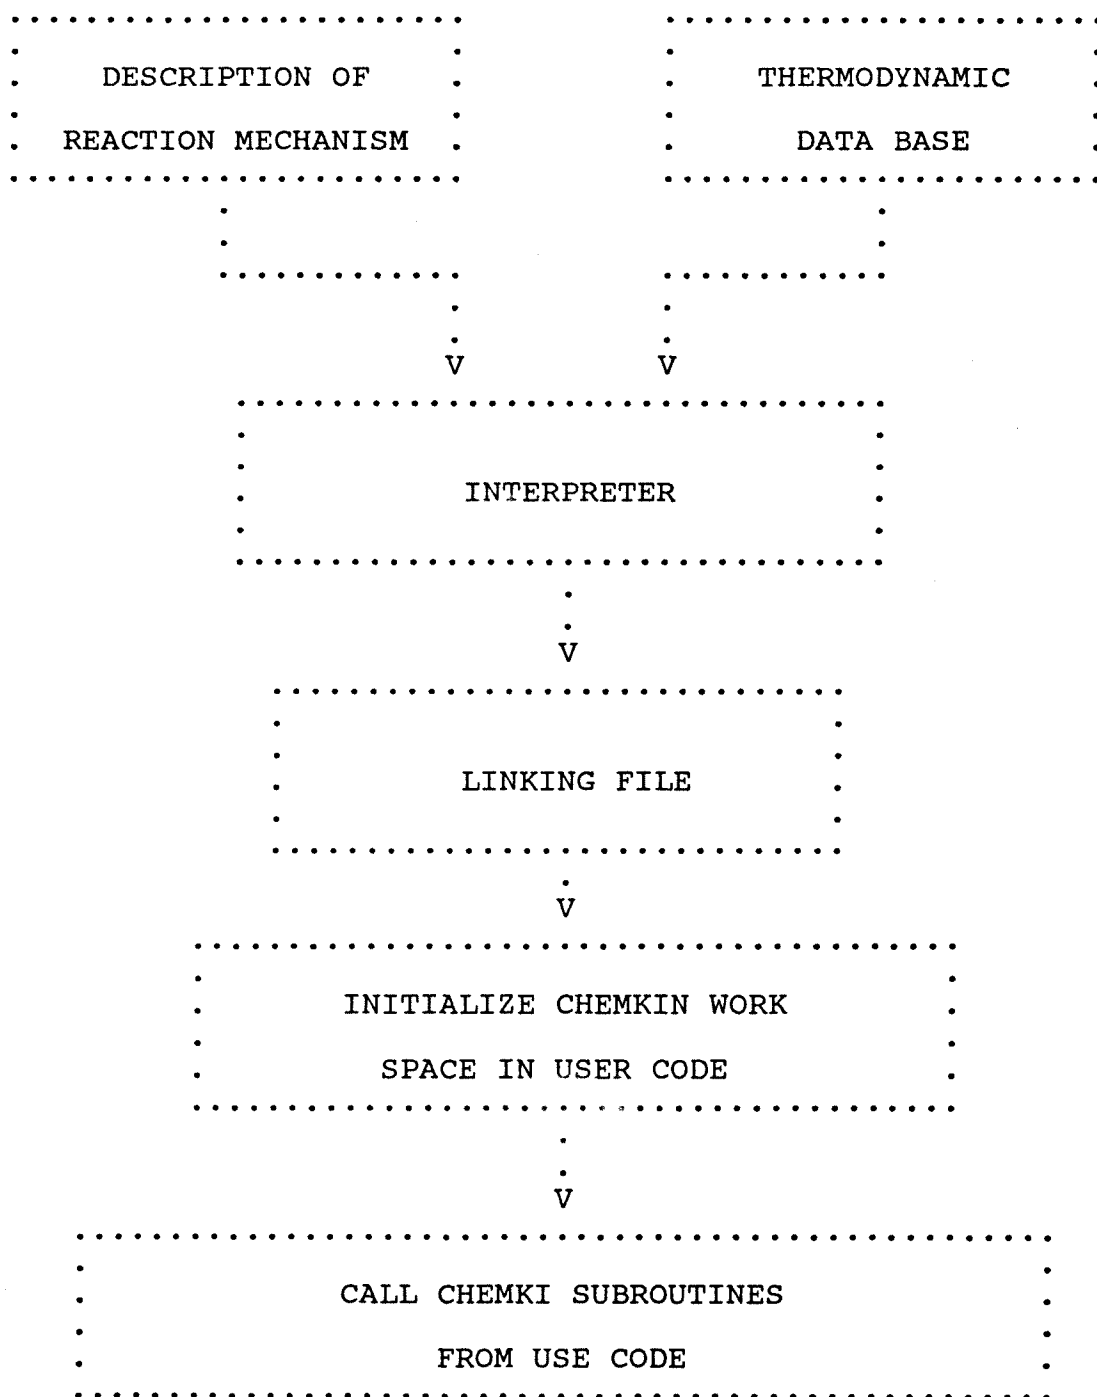 DESCRIPTION OF
REACTION MECHANISM
THERMODYNAMIC
DATA BASE
V
V
INTERPRETER
V
LINKING FILE
V
INITIALIZE CHEMKIN WORK
SPACE IN USER CODE
V
CALL CHEMKI SUBROUTINES
FROM USE CODE